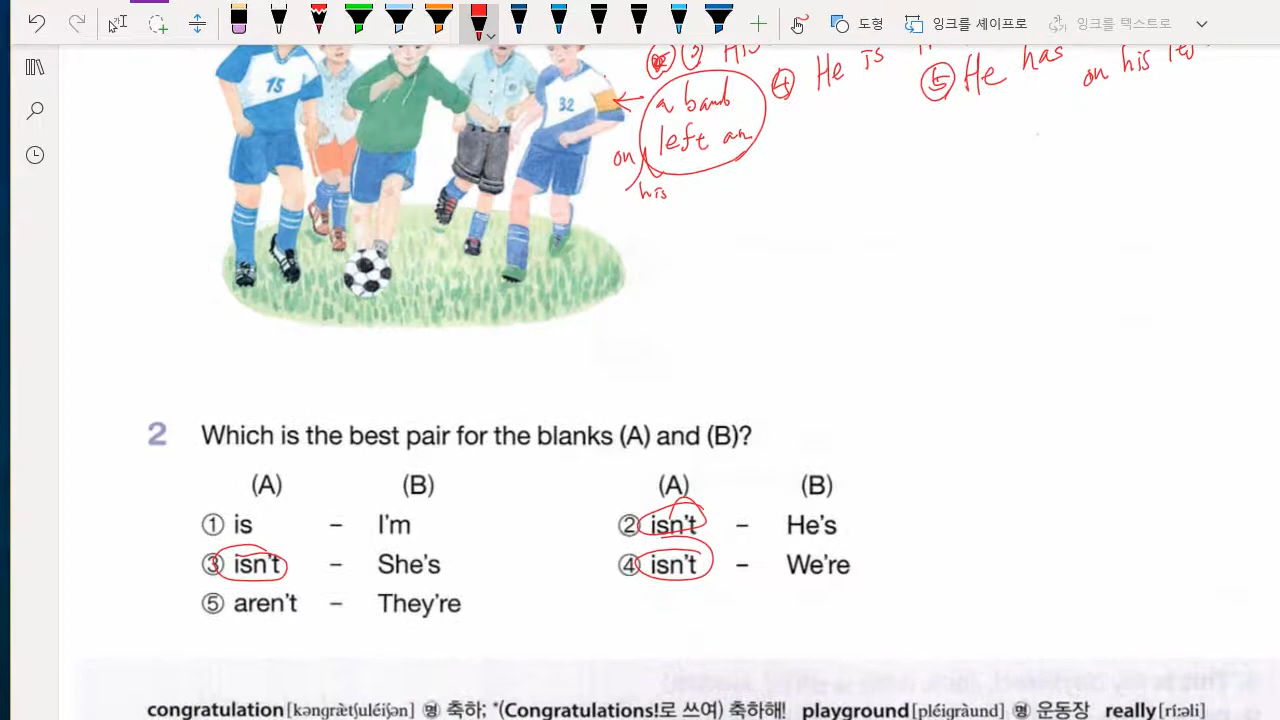 도형 잉크를 셰이프로 잉크를 텍스트로
③ His
④ He is
⑤ He has
on his
15
32
a band
left arm
on
his
2 Which is the best pair for the blanks (A) and (B)?
(A) (B) (A) (B)
① is – I'm ② isn't – He's
③ isn't – She's ④ isn't – We're
⑤ aren't – They're
congratulation[kəngrætʃuléiʃən] 명 축하; *(Congratulations!로 쓰여) 축하해! playground[pléigràund] 명 운동장 really[ríːəli]